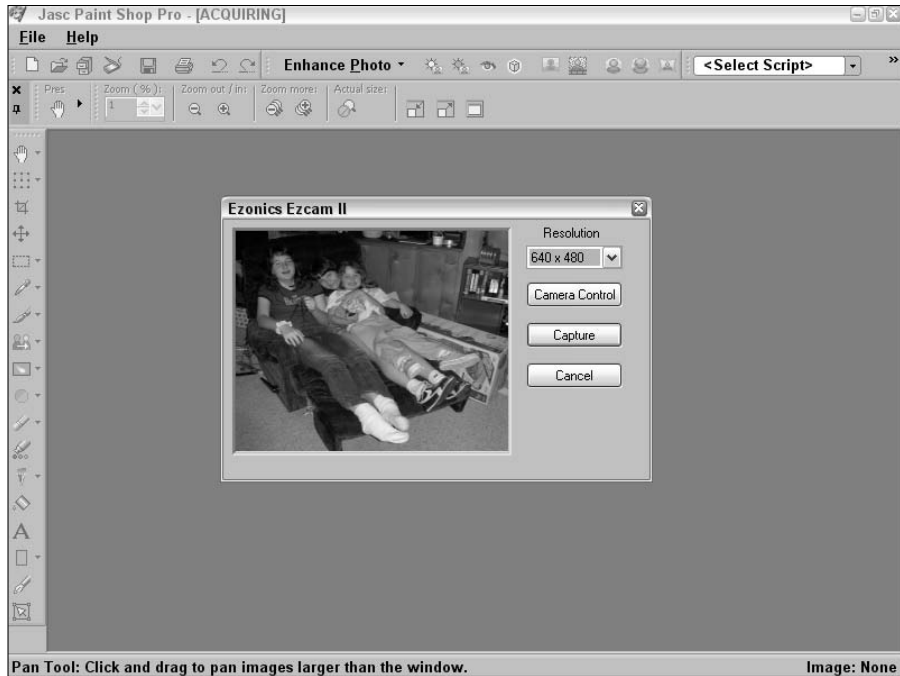 Jasc Paint Shop Pro - [ACQUIRING]
File Help
Enhance Photo <Select Script> »
Pres Zoom ( % ): Zoom out / in: Zoom more: Actual size:
1
Ezonics Ezcam II
Resolution
640 x 480
Camera Control
Capture
Cancel
A
Pan Tool: Click and drag to pan images larger than the window. Image: None